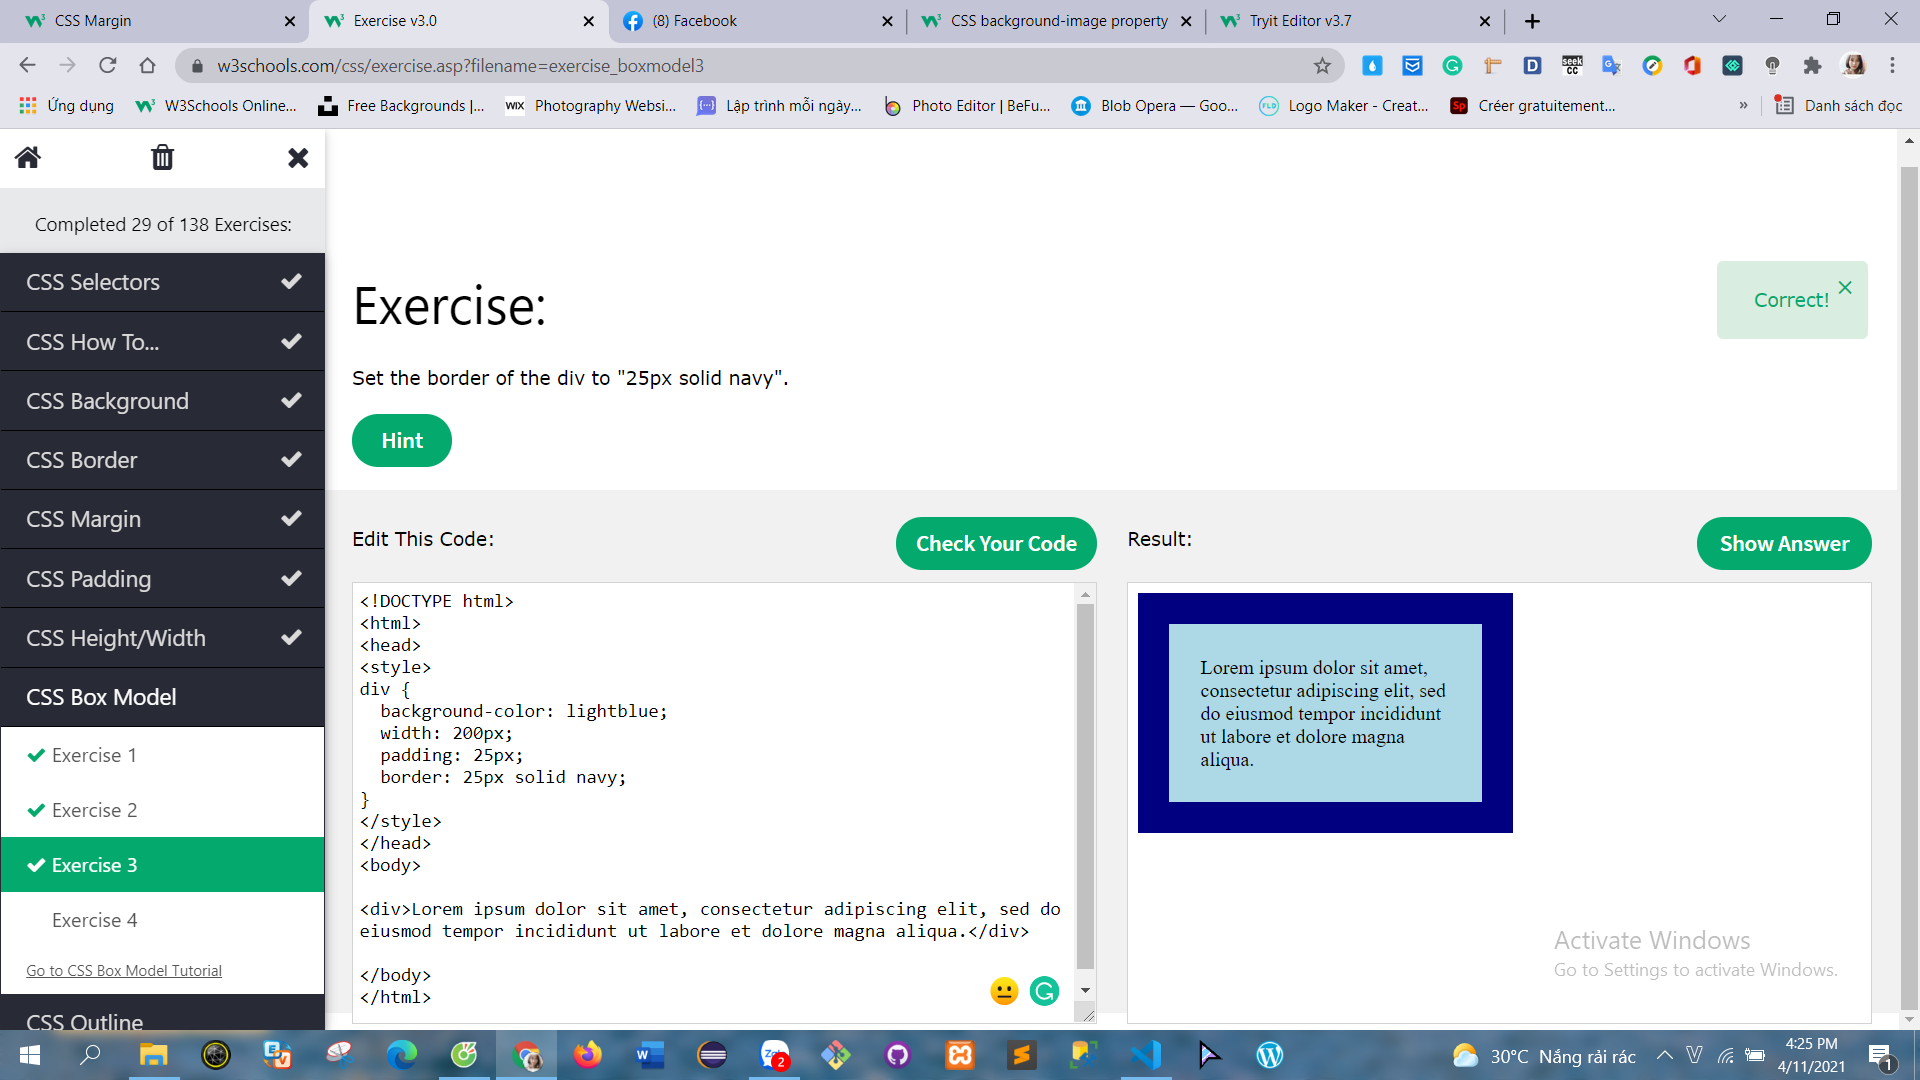 CSS Margin
Exercise v3.0
(8) Facebook
CSS background-image property
Tryit Editor v3.7
w3schools.com/css/exercise.asp?filename=exercise_boxmodel3
Ứng dụng
W3Schools Online...
Free Backgrounds |...
WIX
Photography Websi...
Lập trình mỗi ngày...
Photo Editor | BeFu...
Blob Opera — Goo...
FLD
Logo Maker - Creat...
Sp
Créer gratuitement...
»
Danh sách đọc
Completed 29 of 138 Exercises:
CSS Selectors
CSS How To...
CSS Background
CSS Border
CSS Margin
CSS Padding
CSS Height/Width
CSS Box Model
Exercise 1
Exercise 2
Exercise 3
Exercise 4
Go to CSS Box Model Tutorial
CSS Outline
Exercise:
Correct!
Set the border of the div to "25px solid navy".
Hint
Edit This Code:
Check Your Code
Result:
Show Answer
<!DOCTYPE html>
<html>
<head>
<style>
div {
  background-color: lightblue;
  width: 200px;
  padding: 25px;
  border: 25px solid navy;
}
</style>
</head>
<body>
<div>Lorem ipsum dolor sit amet, consectetur adipiscing elit, sed do
eiusmod tempor incididunt ut labore et dolore magna aliqua.</div>
</body>
</html>
Lorem ipsum dolor sit amet,
consectetur adipiscing elit, sed
do eiusmod tempor incididunt
ut labore et dolore magna
aliqua.
Activate Windows
Go to Settings to activate Windows.
30°C Nắng rải rác
4:25 PM
4/11/2021
1